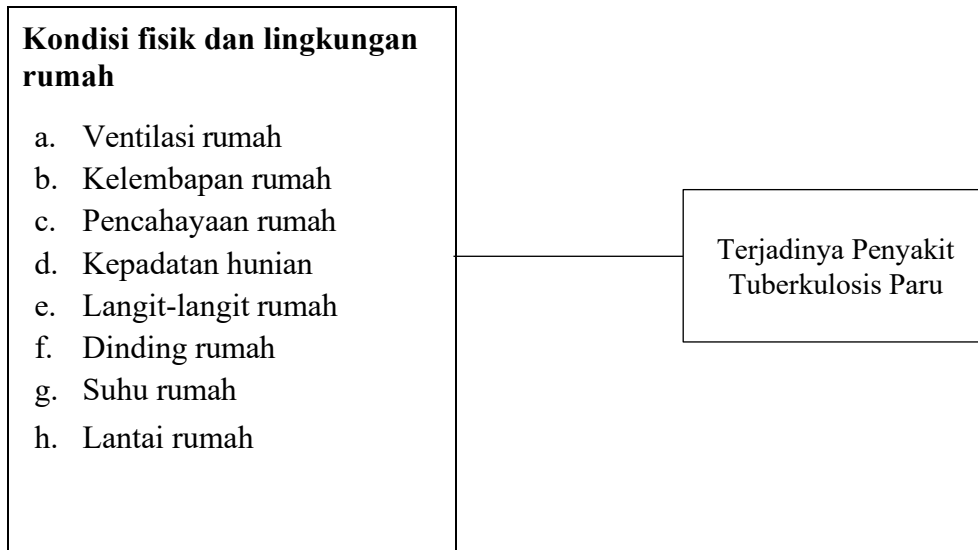 Kondisi fisik dan lingkungan
rumah
a. Ventilasi rumah
b. Kelembapan rumah
c. Pencahayaan rumah
d. Kepadatan hunian
e. Langit-langit rumah
f. Dinding rumah
g. Suhu rumah
h. Lantai rumah
Terjadinya Penyakit
Tuberkulosis Paru